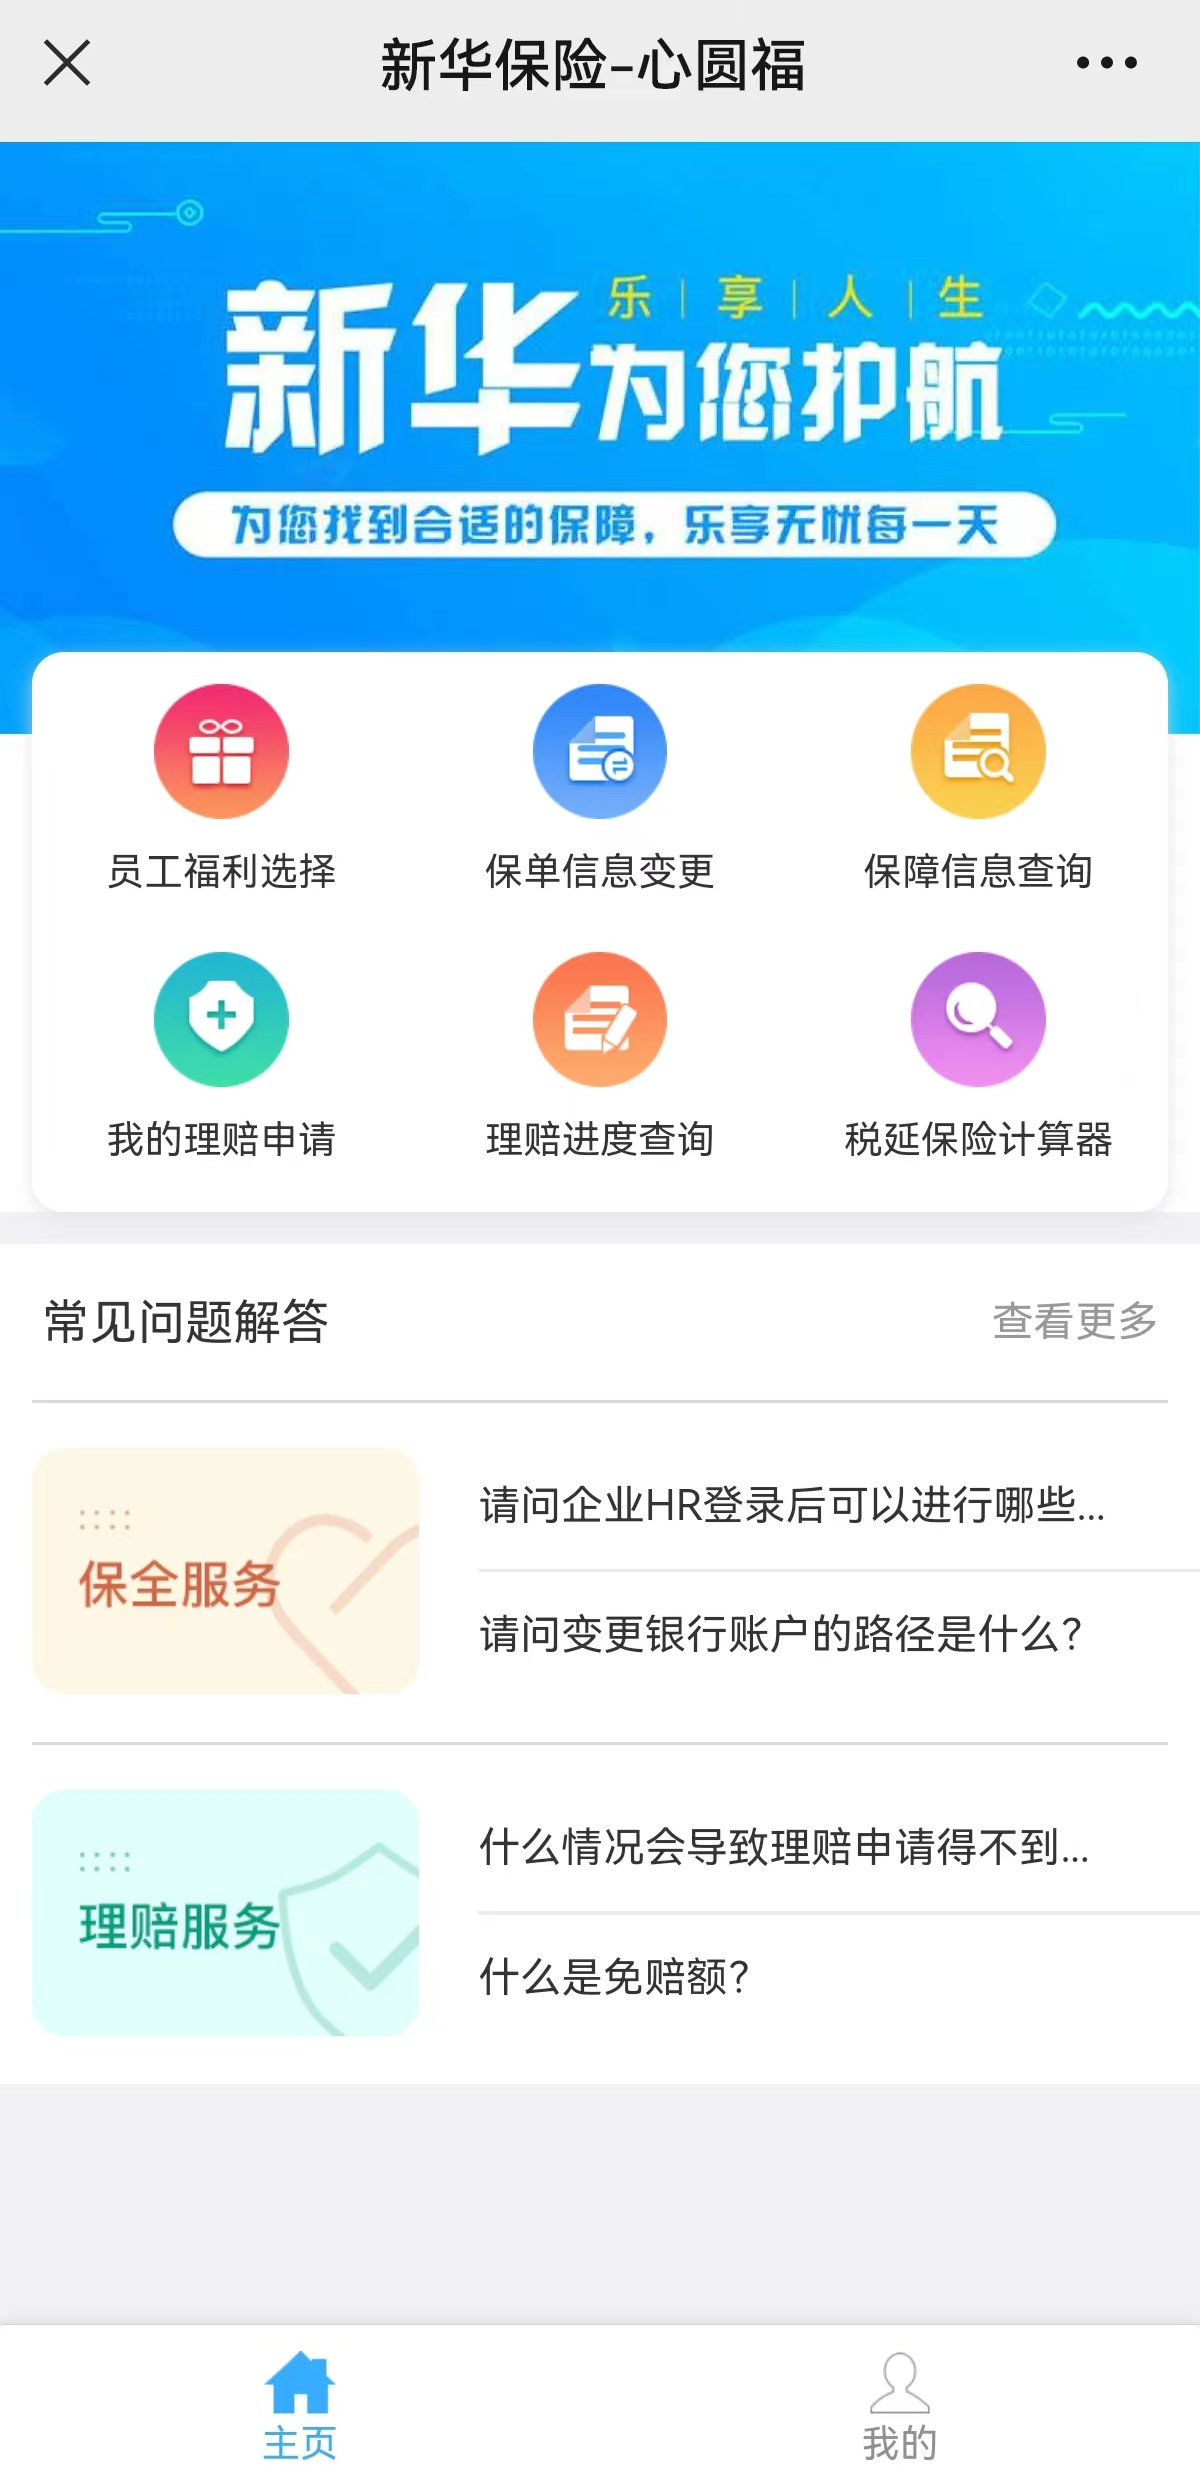 新华保险-心圆福
乐|享|人|生
新华为您护航
为您找到合适的保障，乐享无忧每一天
员工福利选择
保单信息变更
保障信息查询
我的理赔申请
理赔进度查询
税延保险计算器
常见问题解答
查看更多
保全服务
请问企业HR登录后可以进行哪些...
请问变更银行账户的路径是什么？
理赔服务
什么情况会导致理赔申请得不到...
什么是免赔额？
主页
我的